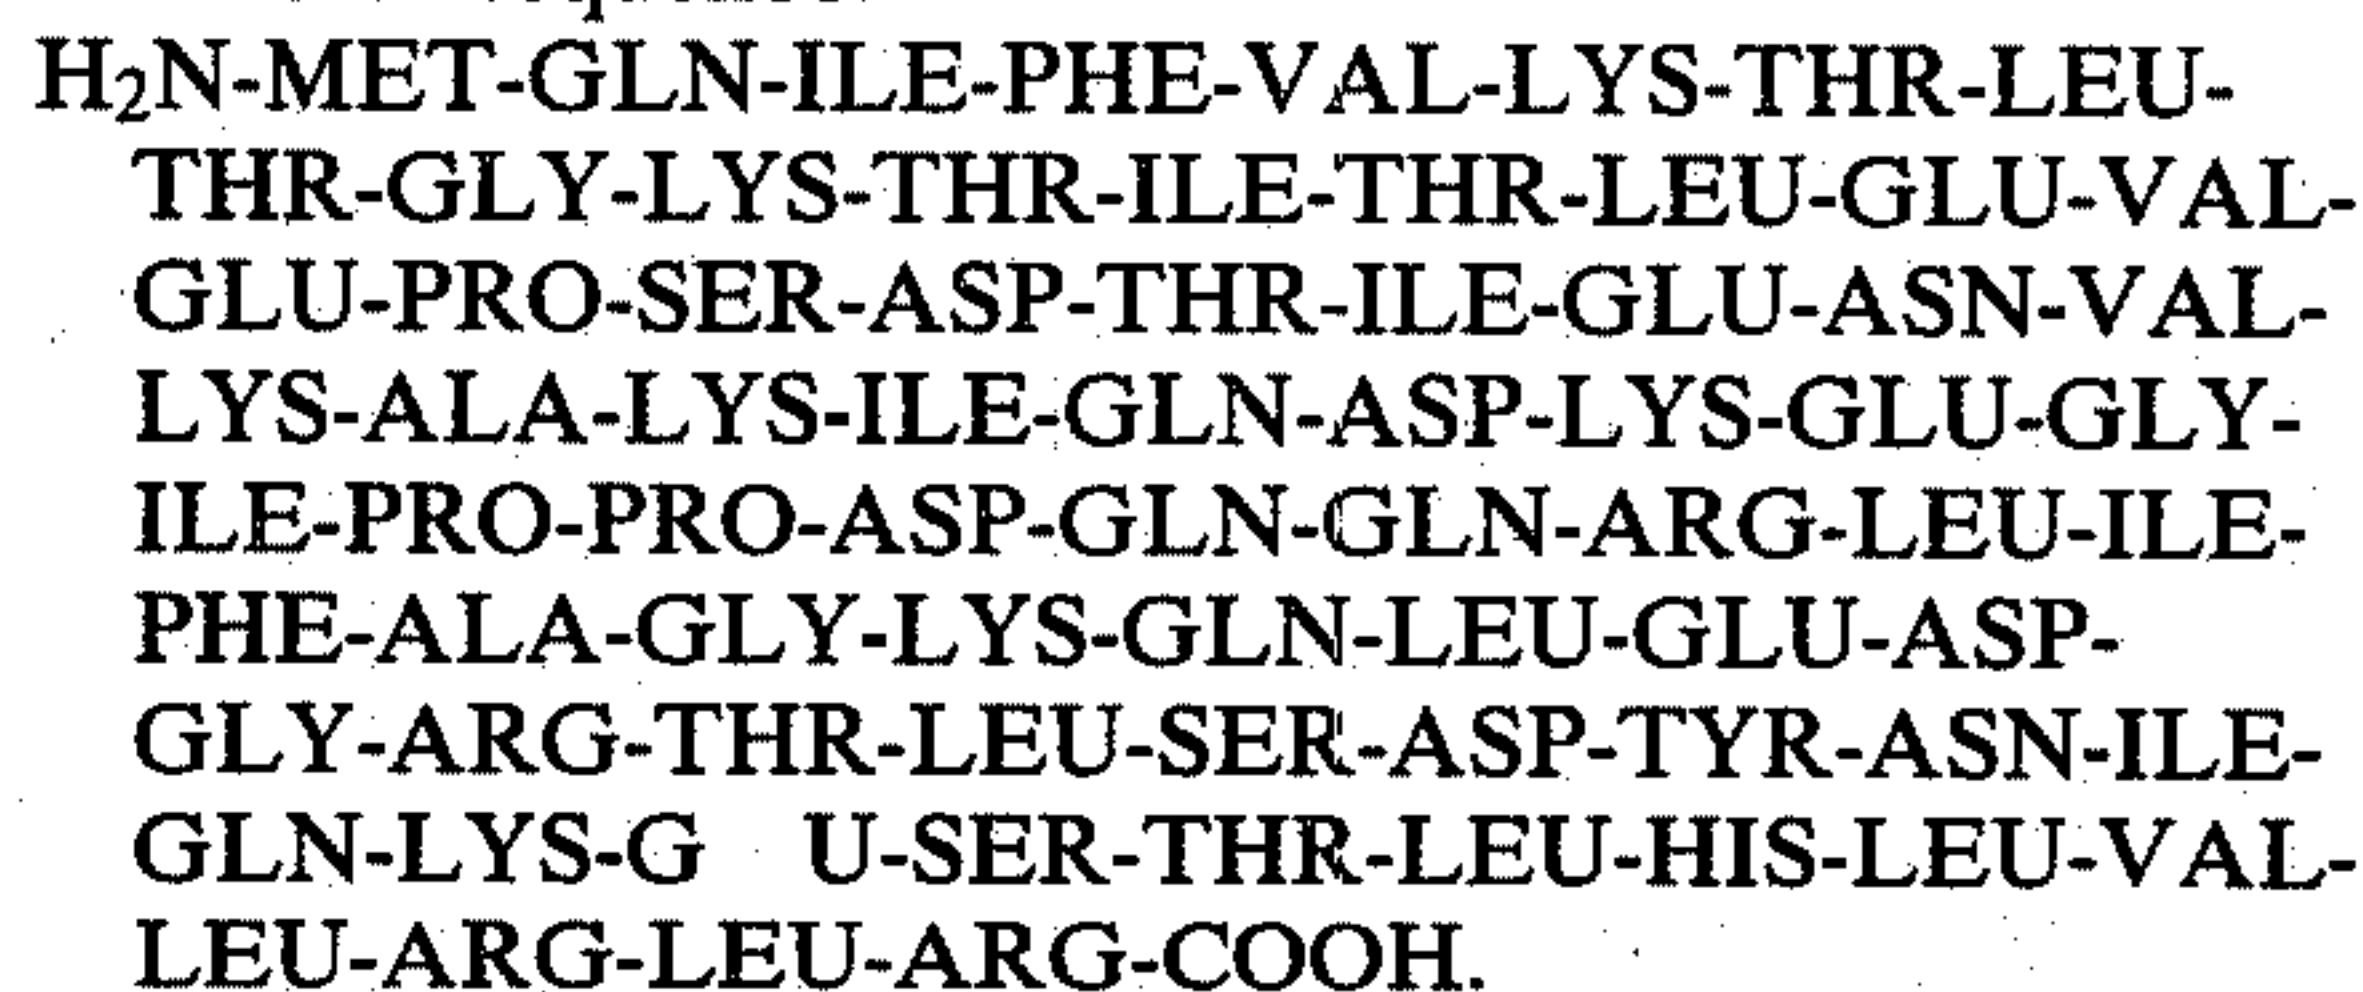 H2N-MET-GLN-ILE-PHE-VAL-LYS-THR-LEU-
THR-GLY-LYS-THR-ILE-THR-LEU-GLU-VAL-
GLU-PRO-SER-ASP-THR-ILE-GLU-ASN-VAL-
LYS-ALA-LYS-ILE-GLN-ASP-LYS-GLU-GLY-
ILE-PRO-PRO-ASP-GLN-GLN-ARG-LEU-ILE-
PHE-ALA-GLY-LYS-GLN-LEU-GLU-ASP-
GLY-ARG-THR-LEU-SER-ASP-TYR-ASN-ILE-
GLN-LYS-G U-SER-THR-LEU-HIS-LEU-VAL-
LEU-ARG-LEU-ARG-COOH.